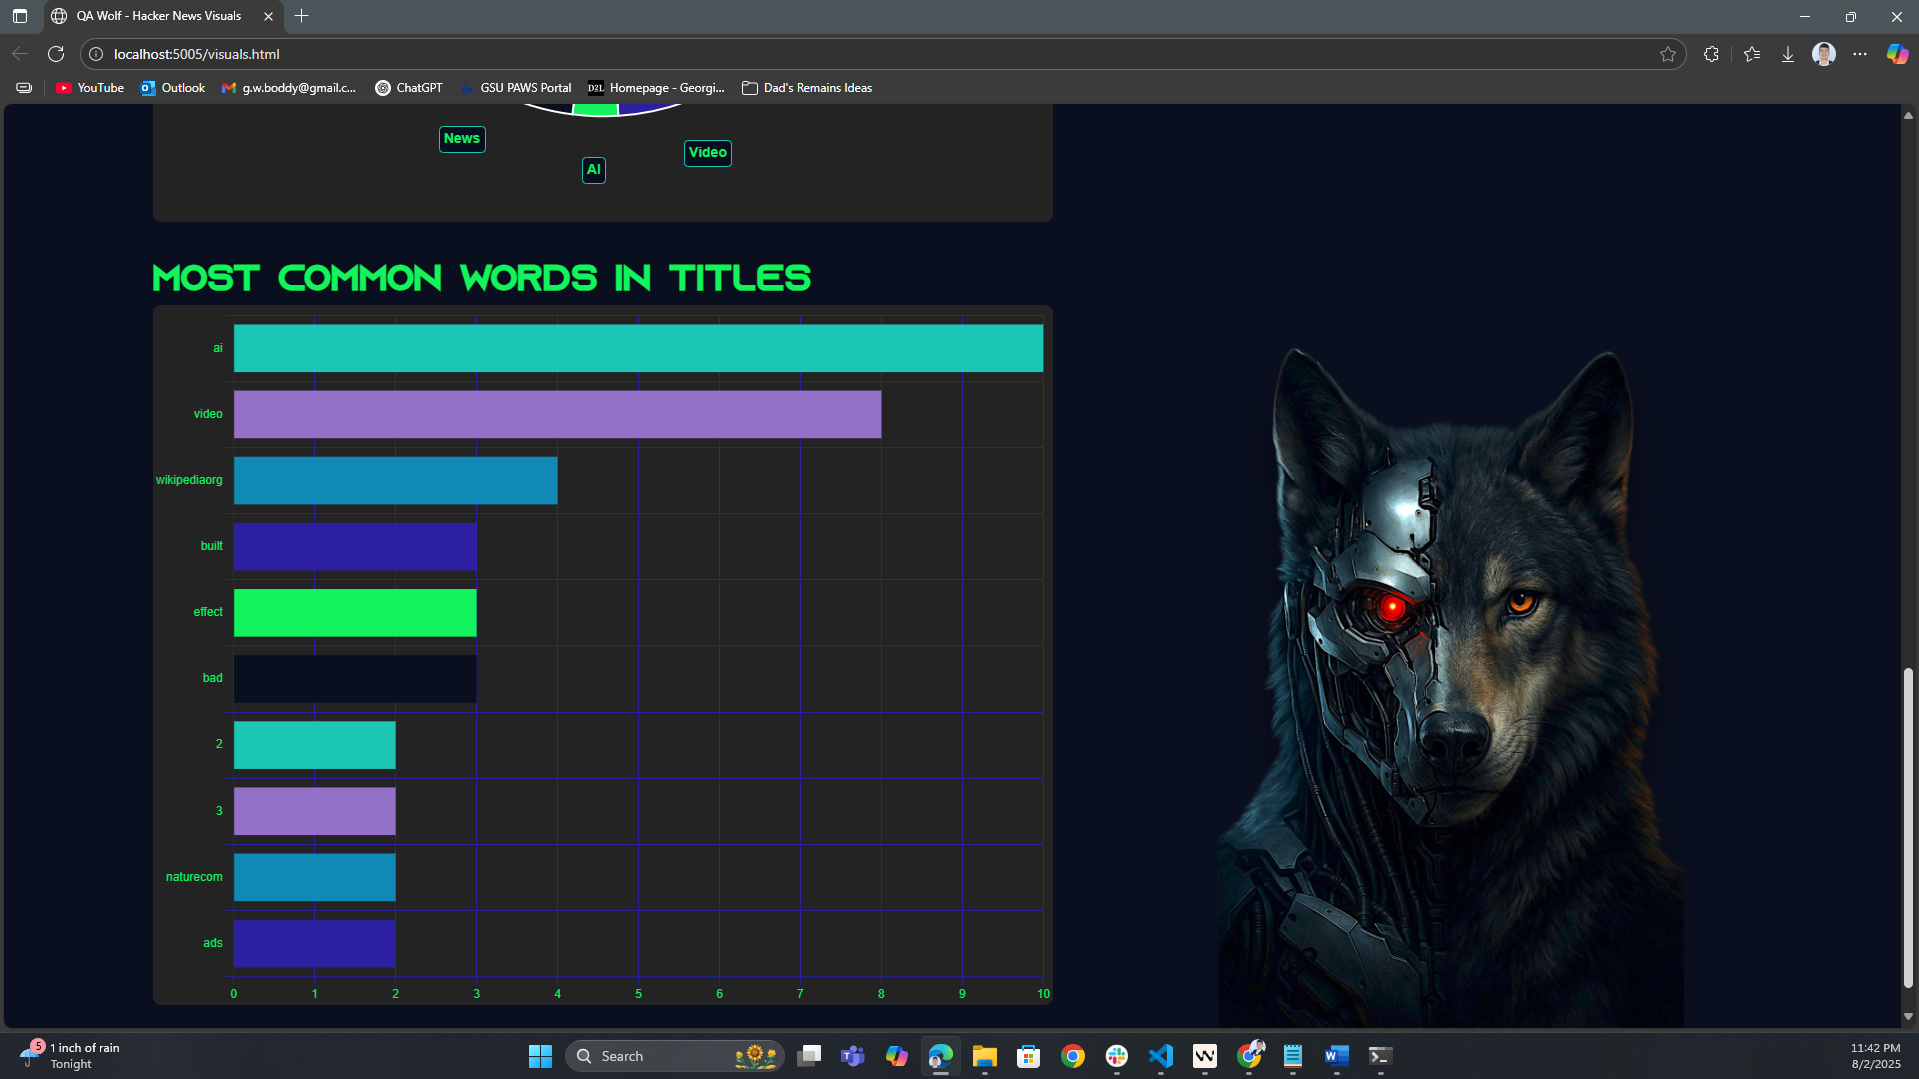 QA Wolf - Hacker News Visuals
localhost:5005/visuals.html
YouTube
Outlook
g.w.boddy@gmail.c...
ChatGPT
GSU PAWS Portal
D2L
Homepage - Georgi...
Dad's Remains Ideas
News
Video
AI
MOST COMMON WORDS IN TITLES
ai
video
wikipediaorg
built
effect
bad
2
3
naturecom
ads
0 1 2 3 4 5 6 7 8 9 10
5
1 inch of rain
Tonight
Search
11:42 PM
8/2/2025